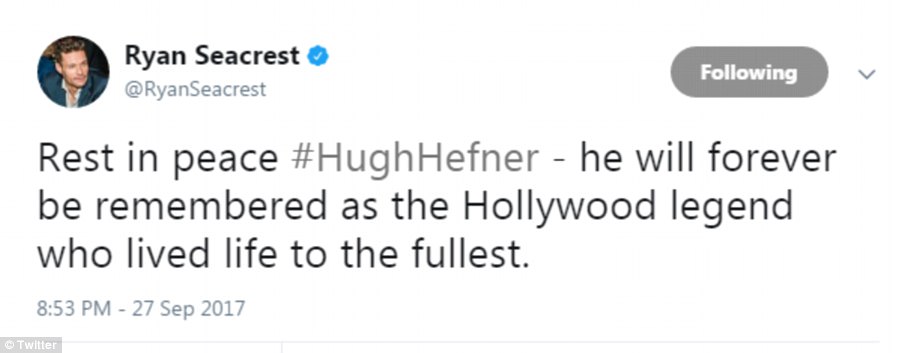 Ryan Seacrest
@RyanSeacrest
Following
Rest in peace #HughHefner - he will forever
be remembered as the Hollywood legend
who lived life to the fullest.
8:53 PM - 27 Sep 2017
© Twitter